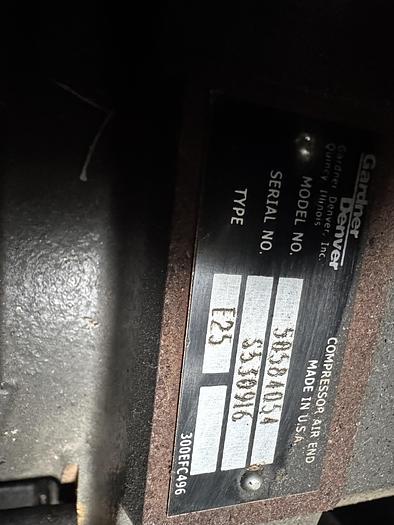 Gardner
Denver
Gardner Denver, Inc.
Quincy Illinois
COMPRESSOR AIR END
MADE IN U.S.A.
MODEL NO. 50584054
SERIAL NO. S530916
TYPE E25
300EFC496